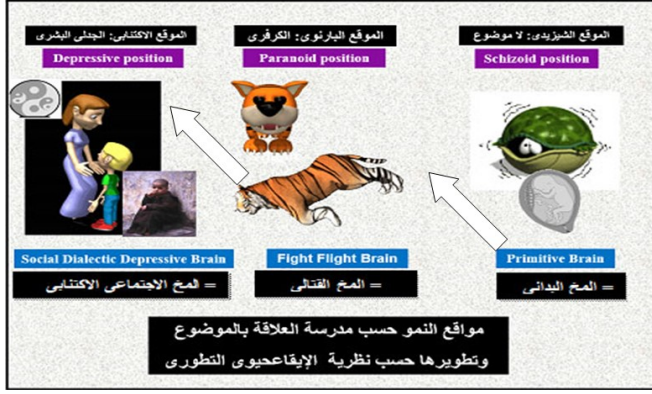 الموقع الشيزيدى: لا موضوع
Schizoid position
الموقع البارنوى: الكرفرى
Paranoid position
الموقع الاكتئابى: الجدلى البشرى
Depressive position
Primitive Brain
= المخ البدائى
Fight Flight Brain
= المخ القتالى
Social Dialectic Depressive Brain
= المخ الاجتماعى الاكتئابى
مواقع النمو حسب مدرسة العلاقة بالموضوع
وتطويرها حسب نظرية الإيقاعحيوى التطورى